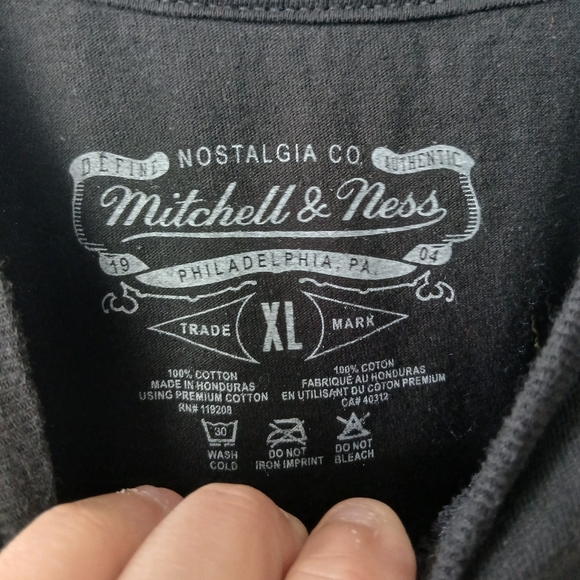 NOSTALGIA CO.
DEFINE AUTHENTIC
Mitchell & Ness
19 04
PHILADELPHIA, PA.
TRADE XL MARK
100% COTTON
MADE IN HONDURAS
USING PREMIUM COTTON
RN# 119208
100% COTON
FABRIQUÉ AU HONDURAS
EN UTILISANT DU COTON PREMIUM
CA# 40312
30
WASH
COLD
DO NOT
IRON IMPRINT
DO NOT
BLEACH